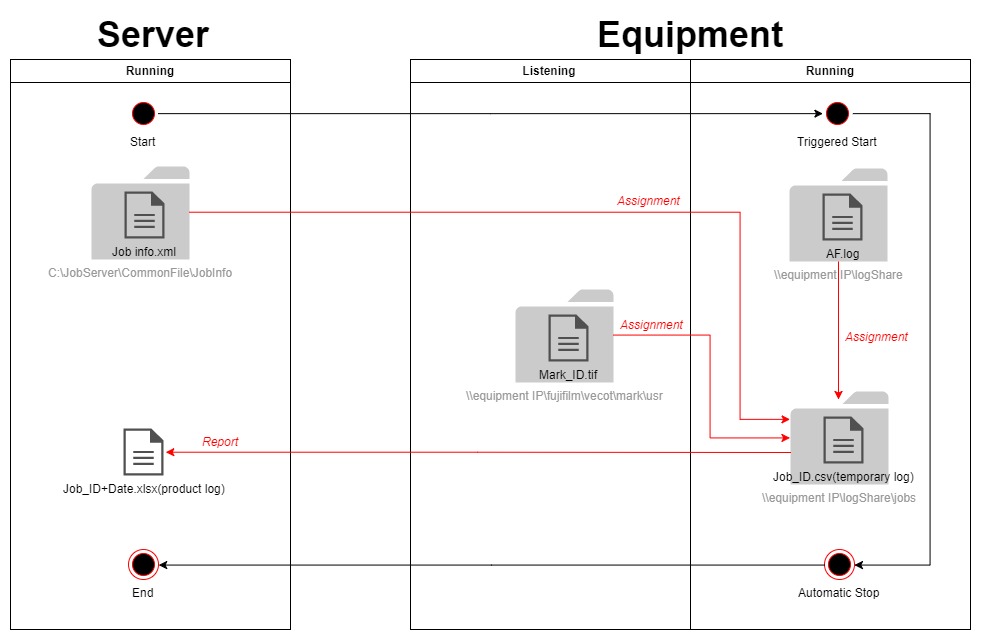 Server
Equipment
Running
Listening
Running
Start
Triggered Start
Assignment
Job info.xml
AF.log
C:\JobServer\CommonFile\JobInfo
\\equipment IP\logShare
Assignment
Assignment
Mark_ID.tif
\\equipment IP\fujifilm\vecot\mark\usr
Report
Job_ID.csv(temporary log)
Job_ID+Date.xlsx(product log)
\\equipment IP\logShare\jobs
End
Automatic Stop